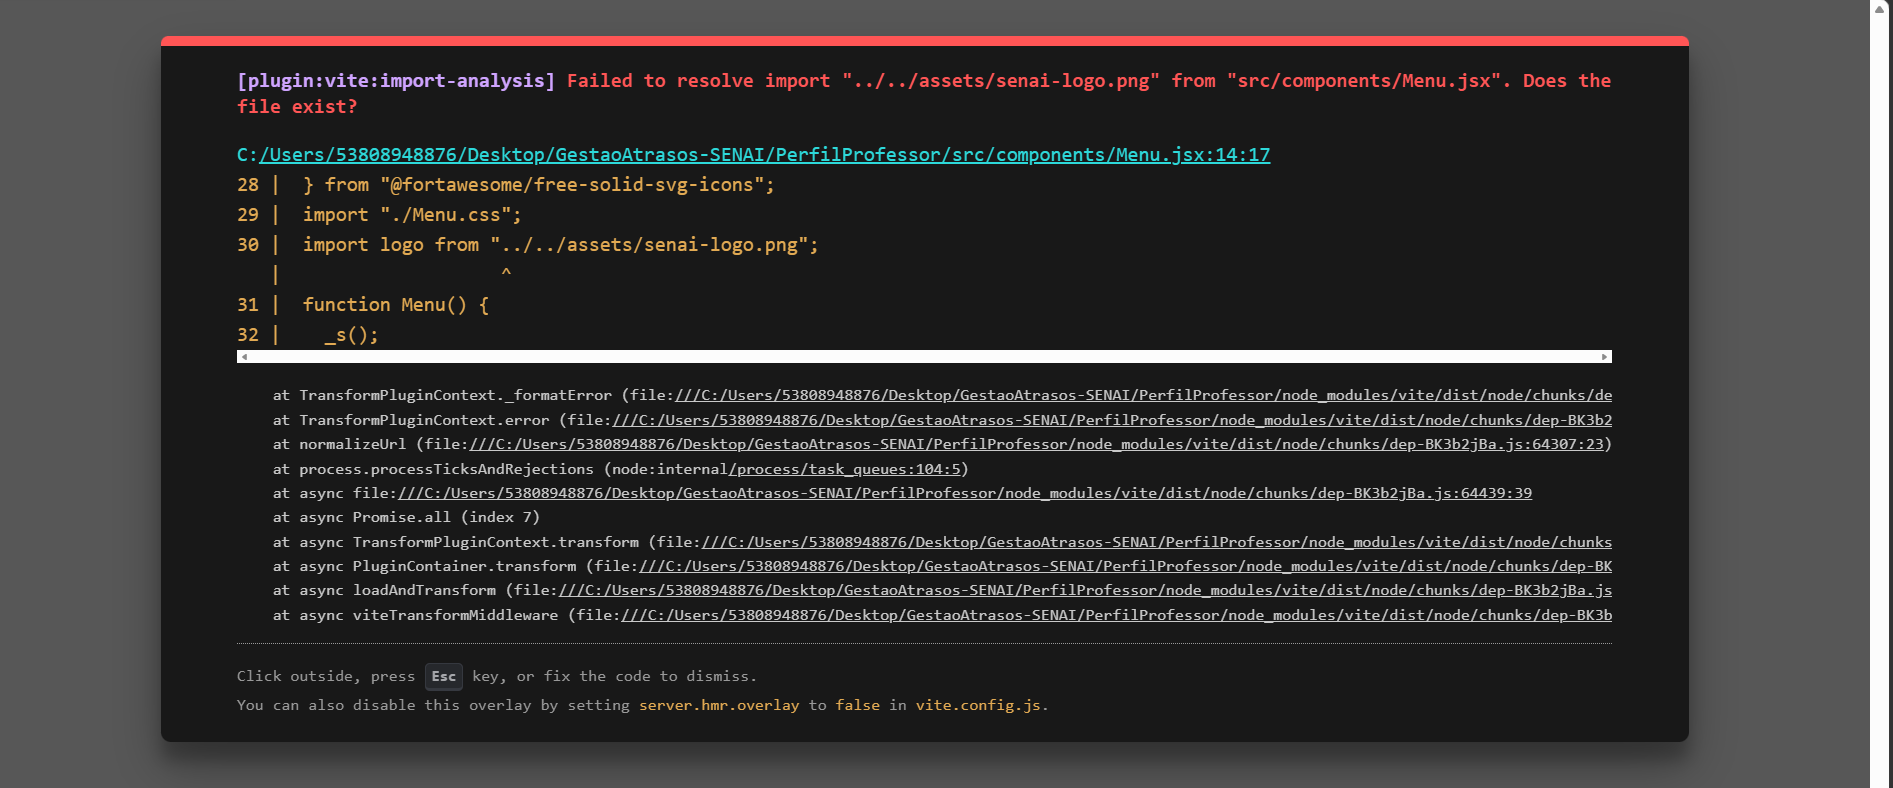 [plugin:vite:import-analysis] Failed to resolve import "../../assets/senai-logo.png" from "src/components/Menu.jsx". Does the
file exist?
C:/Users/53808948876/Desktop/GestaoAtrasos-SENAI/PerfilProfessor/src/components/Menu.jsx:14:17
28 |  } from "@fortawesome/free-solid-svg-icons";
29 |  import "./Menu.css";
30 |  import logo from "../../assets/senai-logo.png";
   |                    ^
31 |  function Menu() {
32 |    _s();
at TransformPluginContext._formatError (file:///C:/Users/53808948876/Desktop/GestaoAtrasos-SENAI/PerfilProfessor/node_modules/vite/dist/node/chunks/de
at TransformPluginContext.error (file:///C:/Users/53808948876/Desktop/GestaoAtrasos-SENAI/PerfilProfessor/node_modules/vite/dist/node/chunks/dep-BK3b2
at normalizeUrl (file:///C:/Users/53808948876/Desktop/GestaoAtrasos-SENAI/PerfilProfessor/node_modules/vite/dist/node/chunks/dep-BK3b2jBa.js:64307:23)
at process.processTicksAndRejections (node:internal/process/task_queues:104:5)
at async file:///C:/Users/53808948876/Desktop/GestaoAtrasos-SENAI/PerfilProfessor/node_modules/vite/dist/node/chunks/dep-BK3b2jBa.js:64439:39
at async Promise.all (index 7)
at async TransformPluginContext.transform (file:///C:/Users/53808948876/Desktop/GestaoAtrasos-SENAI/PerfilProfessor/node_modules/vite/dist/node/chunks
at async PluginContainer.transform (file:///C:/Users/53808948876/Desktop/GestaoAtrasos-SENAI/PerfilProfessor/node_modules/vite/dist/node/chunks/dep-BK
at async loadAndTransform (file:///C:/Users/53808948876/Desktop/GestaoAtrasos-SENAI/PerfilProfessor/node_modules/vite/dist/node/chunks/dep-BK3b2jBa.js
at async viteTransformMiddleware (file:///C:/Users/53808948876/Desktop/GestaoAtrasos-SENAI/PerfilProfessor/node_modules/vite/dist/node/chunks/dep-BK3b
Click outside, press Esc key, or fix the code to dismiss.
You can also disable this overlay by setting server.hmr.overlay to false in vite.config.js.